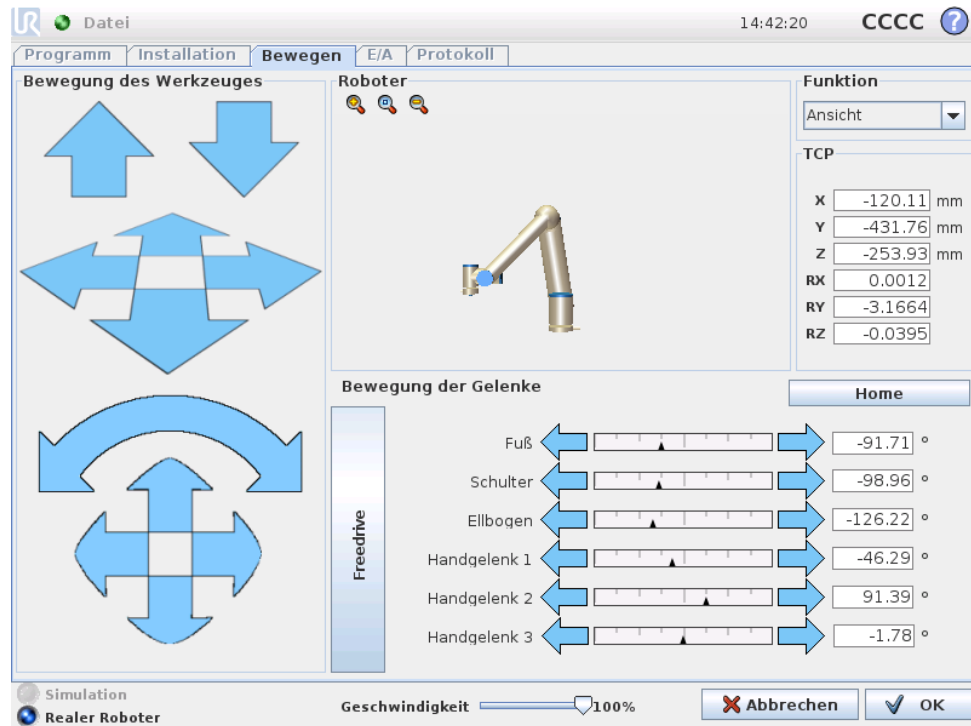 UR Datei 14:42:20 CCCC ?
Programm Installation Bewegen E/A Protokoll
Bewegung des Werkzeuges
Roboter
Funktion
Ansicht
TCP
X -120.11 mm
Y -431.76 mm
Z -253.93 mm
RX 0.0012
RY -3.1664
RZ -0.0395
Bewegung der Gelenke
Home
Freedrive
Fuß -91.71 °
Schulter -98.96 °
Ellbogen -126.22 °
Handgelenk 1 -46.29 °
Handgelenk 2 91.39 °
Handgelenk 3 -1.78 °
Simulation
Realer Roboter
Geschwindigkeit 100%
Abbrechen
OK